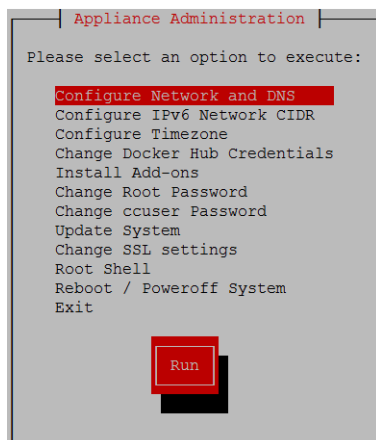 Appliance Administration
Please select an option to execute:
Configure Network and DNS
Configure IPv6 Network CIDR
Configure Timezone
Change Docker Hub Credentials
Install Add-ons
Change Root Password
Change ccuser Password
Update System
Change SSL settings
Root Shell
Reboot / Poweroff System
Exit
Run